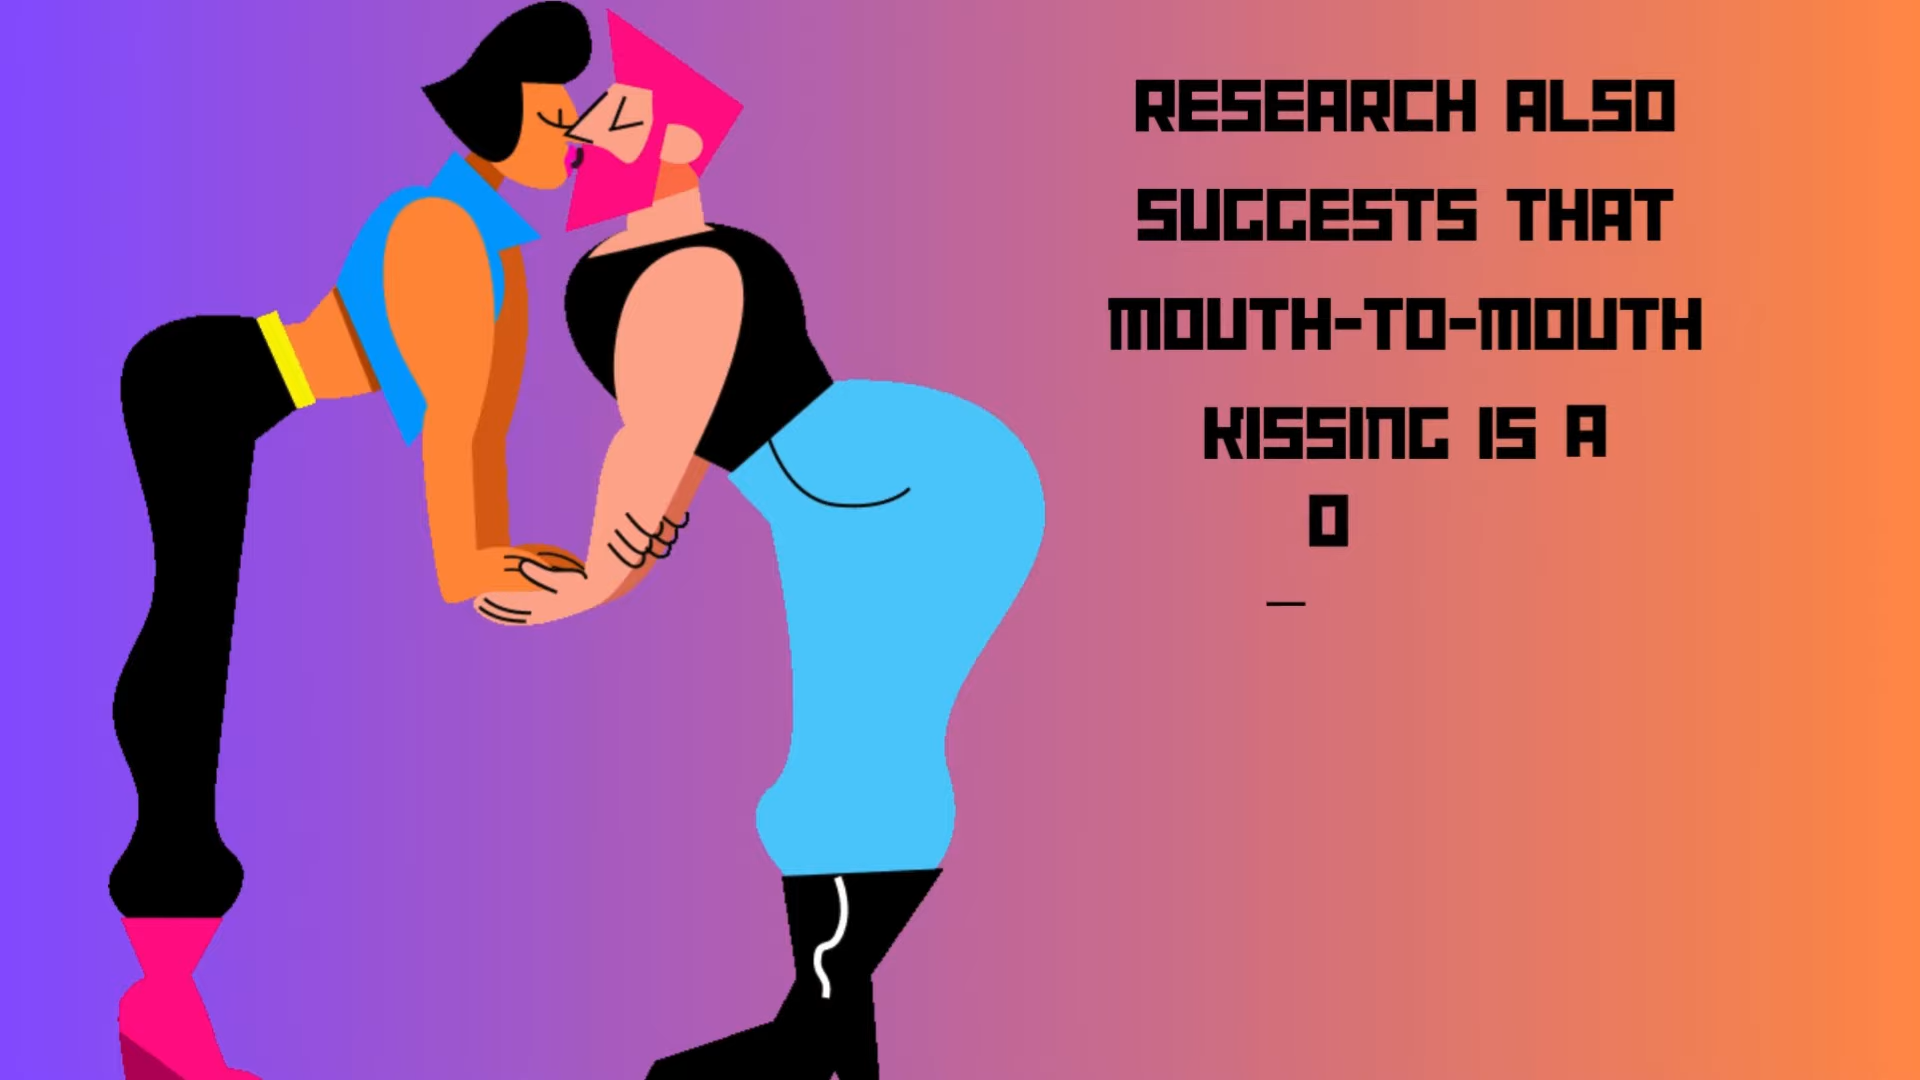 RESEARCH ALSO
SUGGESTS THAT
MOUTH-TO-MOUTH
KISSING IS A
O
_